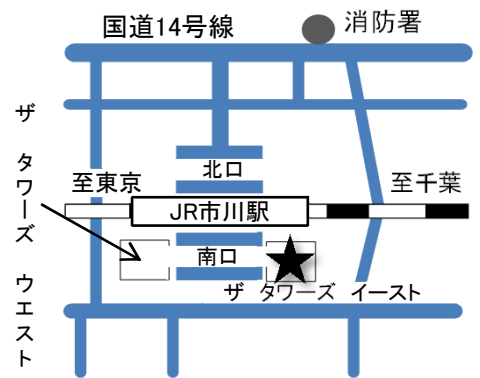 国道14号線
消防署
北口
至東京
至千葉
JR市川駅
南口
ザ タワーズ イースト
ザ タワーズ ウエスト